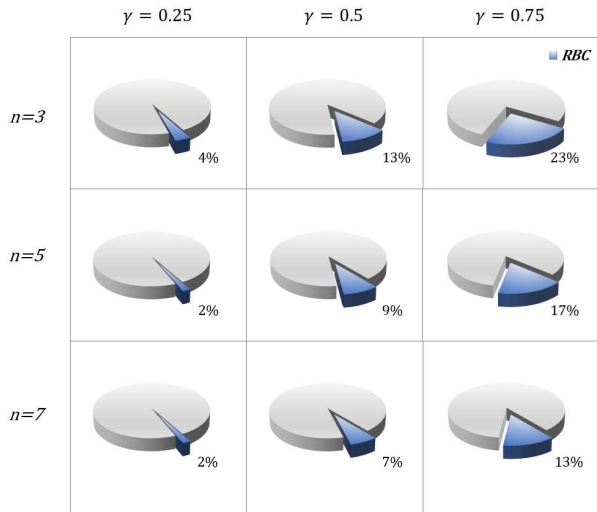 γ = 0.25 γ = 0.5 γ = 0.75
RBC
n=3
4% 13% 23%
n=5
2% 9% 17%
n=7
2% 7% 13%